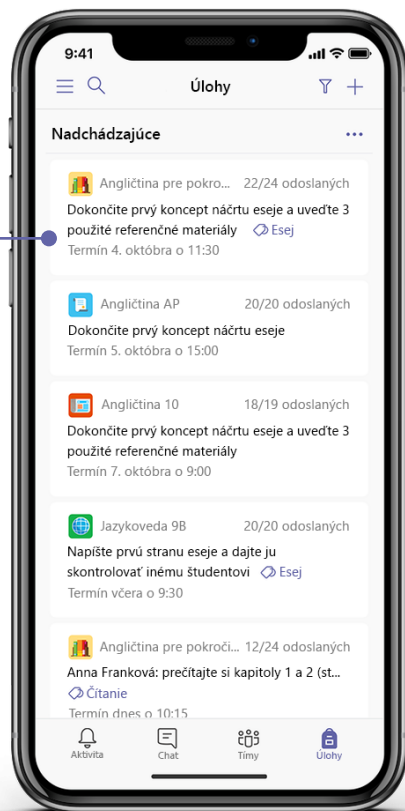 9:41
Úlohy
Nadchádzajúce
Angličtina pre pokro... 22/24 odoslaných
Dokončite prvý koncept náčrtu eseje a uveďte 3
použité referenčné materiály Esej
Termín 4. októbra o 11:30
Angličtina AP 20/20 odoslaných
Dokončite prvý koncept náčrtu eseje
Termín 5. októbra o 15:00
Angličtina 10 18/19 odoslaných
Dokončite prvý koncept náčrtu eseje a uveďte 3
použité referenčné materiály
Termín 7. októbra o 9:00
Jazykoveda 9B 20/20 odoslaných
Napíšte prvú stranu eseje a dajte ju
skontrolovať inému študentovi Esej
Termín včera o 9:30
Angličtina pre pokroči... 12/24 odoslaných
Anna Franková: prečítajte si kapitoly 1 a 2 (st...
Čítanie
Termín dnes o 10:15
Aktivita Chat Tímy Úlohy